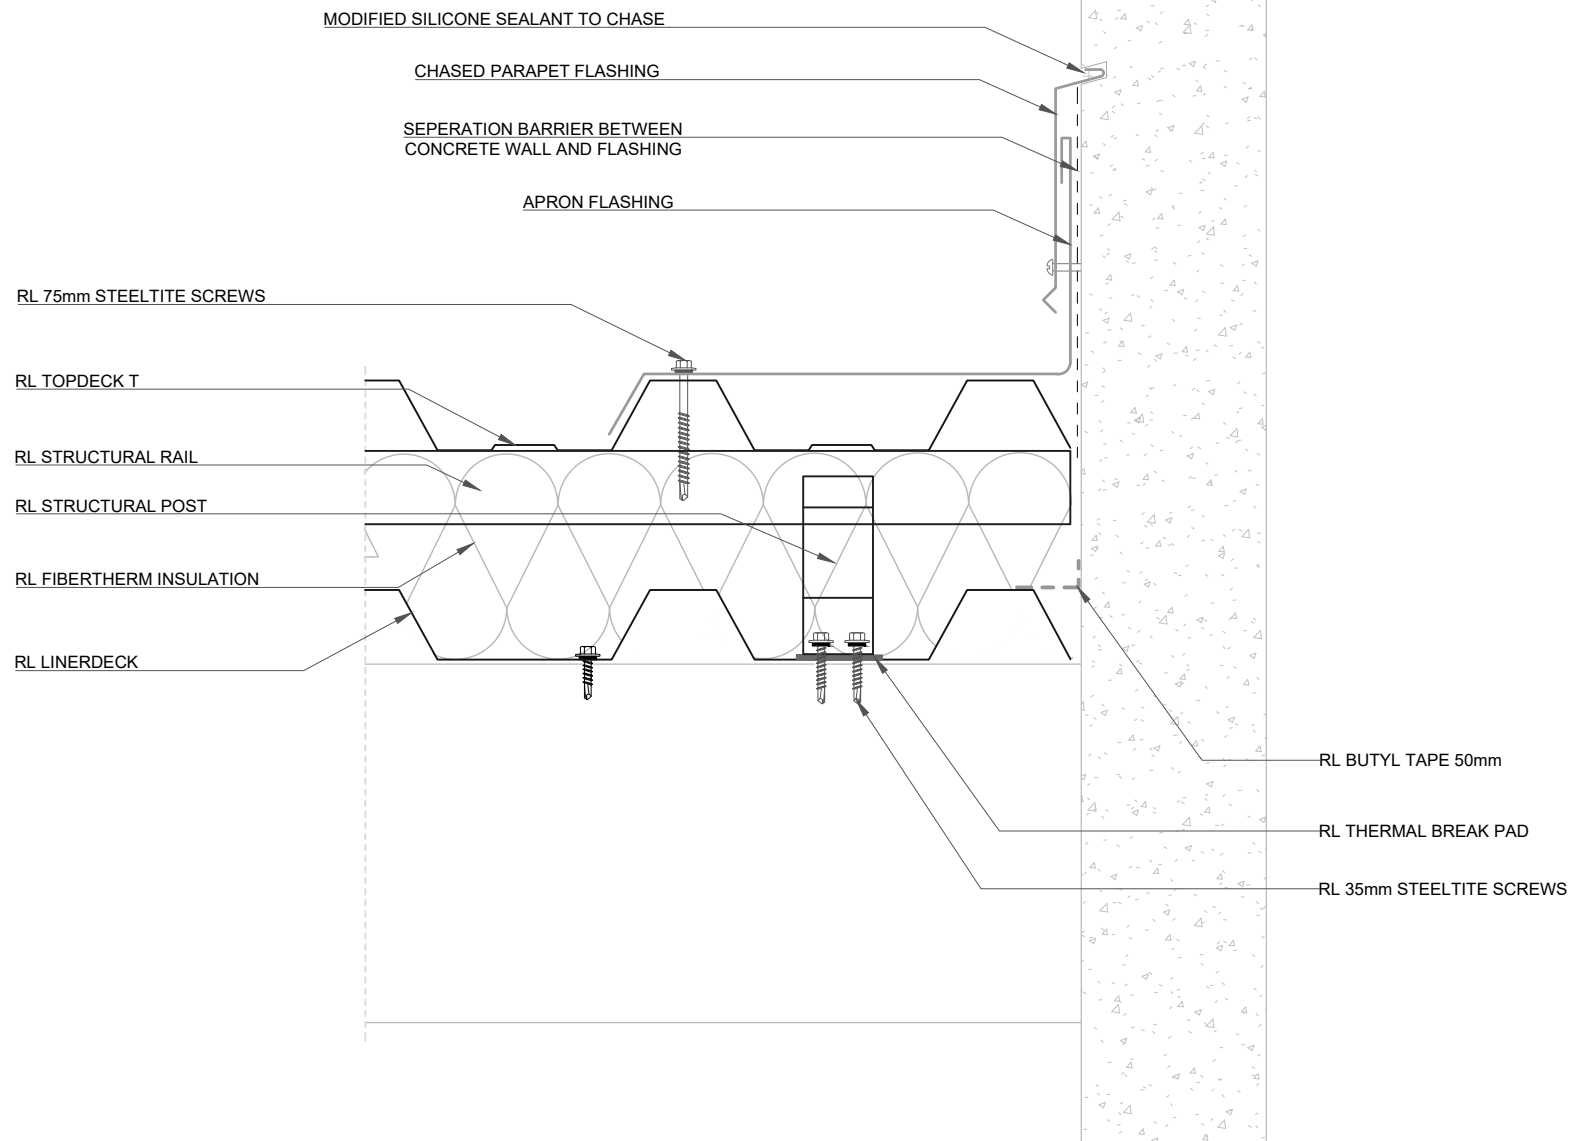 MODIFIED SILICONE SEALANT TO CHASE
CHASED PARAPET FLASHING
SEPERATION BARRIER BETWEEN
CONCRETE WALL AND FLASHING
APRON FLASHING
RL 75mm STEELTITE SCREWS
RL TOPDECK T
RL STRUCTURAL RAIL
RL STRUCTURAL POST
RL FIBERTHERM INSULATION
RL LINERDECK
RL BUTYL TAPE 50mm
RL THERMAL BREAK PAD
RL 35mm STEELTITE SCREWS